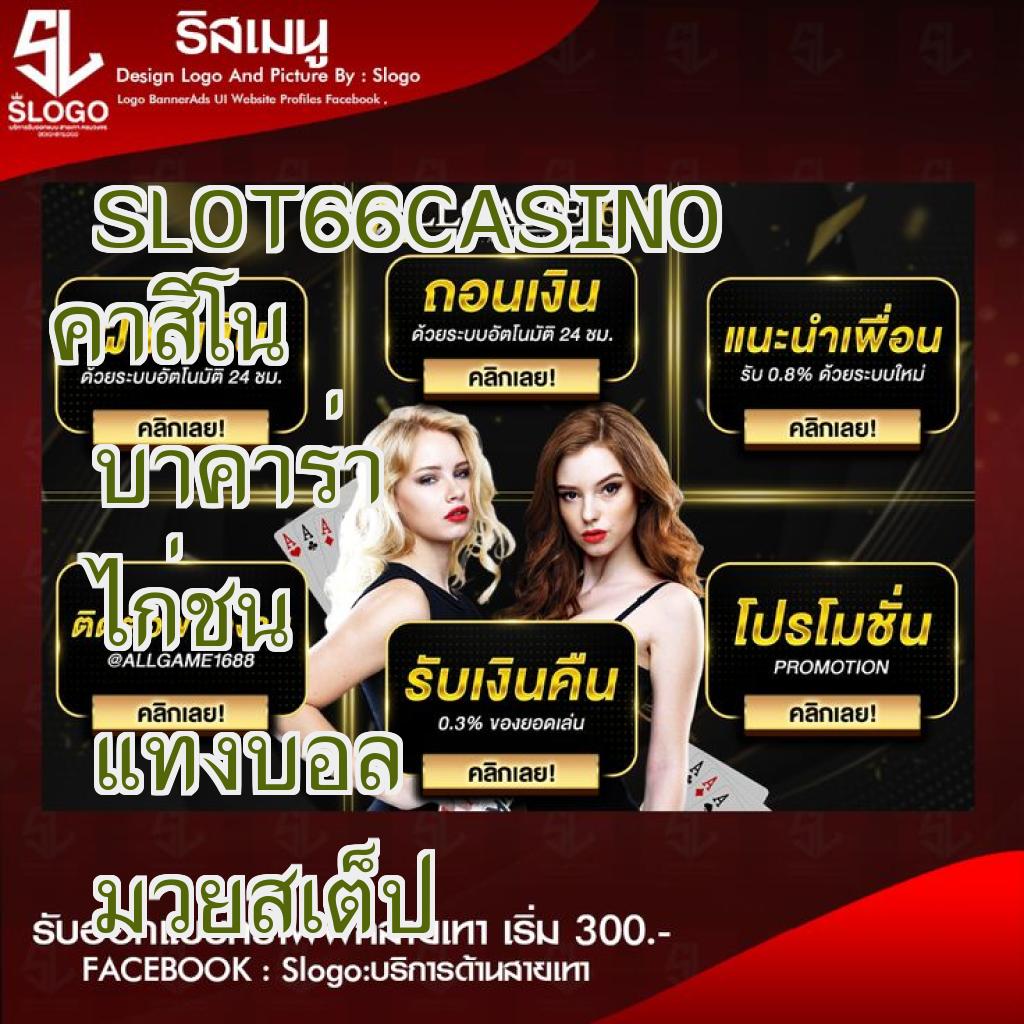 SL
SLOGO
ริสเมนู
Design Logo And Picture By : Slogo
Logo BannerAds UI Website Profiles Facebook .
SLOT66CASINO
คาสิโน
ด้วยระบบอัตโนมัติ 24 ชม.
คลิกเลย!
ถอนเงิน
ด้วยระบบอัตโนมัติ 24 ชม.
คลิกเลย!
แนะนำเพื่อน
รับ 0.8% ด้วยระบบใหม่
คลิกเลย!
บาคาร่า
ไก่ชน
@ALLGAME1688
คลิกเลย!
รับเงินคืน
0.3% ของยอดเล่น
คลิกเลย!
โปรโมชั่น
PROMOTION
คลิกเลย!
แทงบอล
มวยสเต็ป
เริ่ม 300.-
FACEBOOK : Slogo:บริการด้านสายเทา